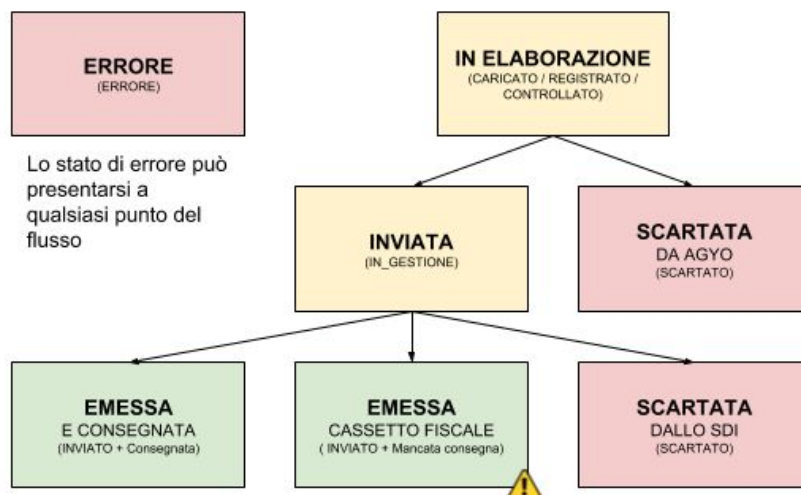 ERRORE
(ERRORE)
IN ELABORAZIONE
(CARICATO / REGISTRATO /
CONTROLLATO)
Lo stato di errore può
presentarsi a
qualsiasi punto del
flusso
INVIATA
(IN_GESTIONE)
SCARTATA
DA AGYO
(SCARTATO)
EMESSA
E CONSEGNATA
(INVIATO + Consegnata)
EMESSA
CASSETTO FISCALE
( INVIATO + Mancata consegna)
SCARTATA
DALLO SDI
(SCARTATO)